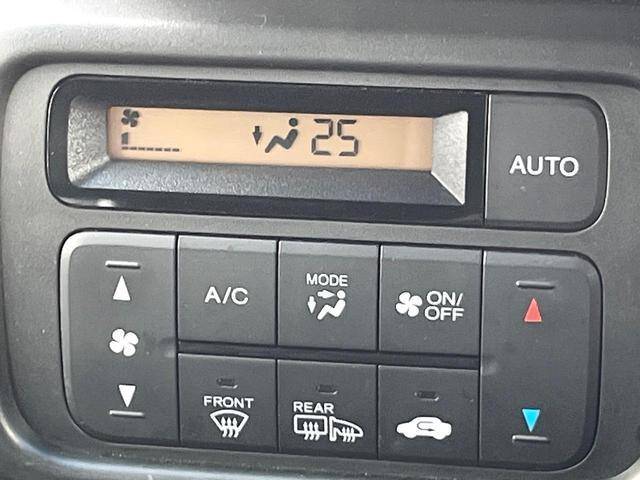 25
AUTO
A/C
MODE
ON/
OFF
FRONT
REAR